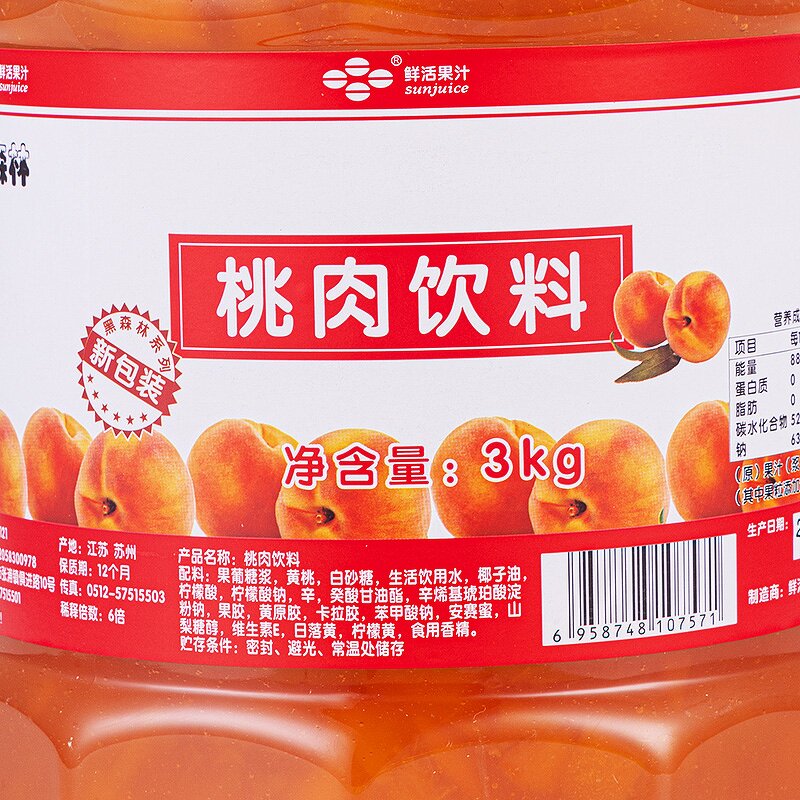 鲜活果汁
sunjuice
®
鲜活果汁
®
sunjuice
桃肉饮料
黑森林系列
新包装
净含量：3kg
项目
能量
蛋白质 0
脂肪 0
碳水化合物 52
钠 63
产地：江苏 苏州
保质期：12个月
传真：0512-57515503
稀释倍数：6倍
产品名称：桃肉饮料
配料：果葡糖浆，黄桃，白砂糖，生活饮用水，椰子油，
柠檬酸，柠檬酸钠，辛，癸酸甘油酯，辛烯基琥珀酸淀
粉钠，果胶，黄原胶，卡拉胶，苯甲酸钠，安赛蜜，山
梨糖醇，维生素E，日落黄，柠檬黄，食用香精。
贮存条件：密封、避光、常温处储存
6 958748 107571
生产日期：
制造商：鲜